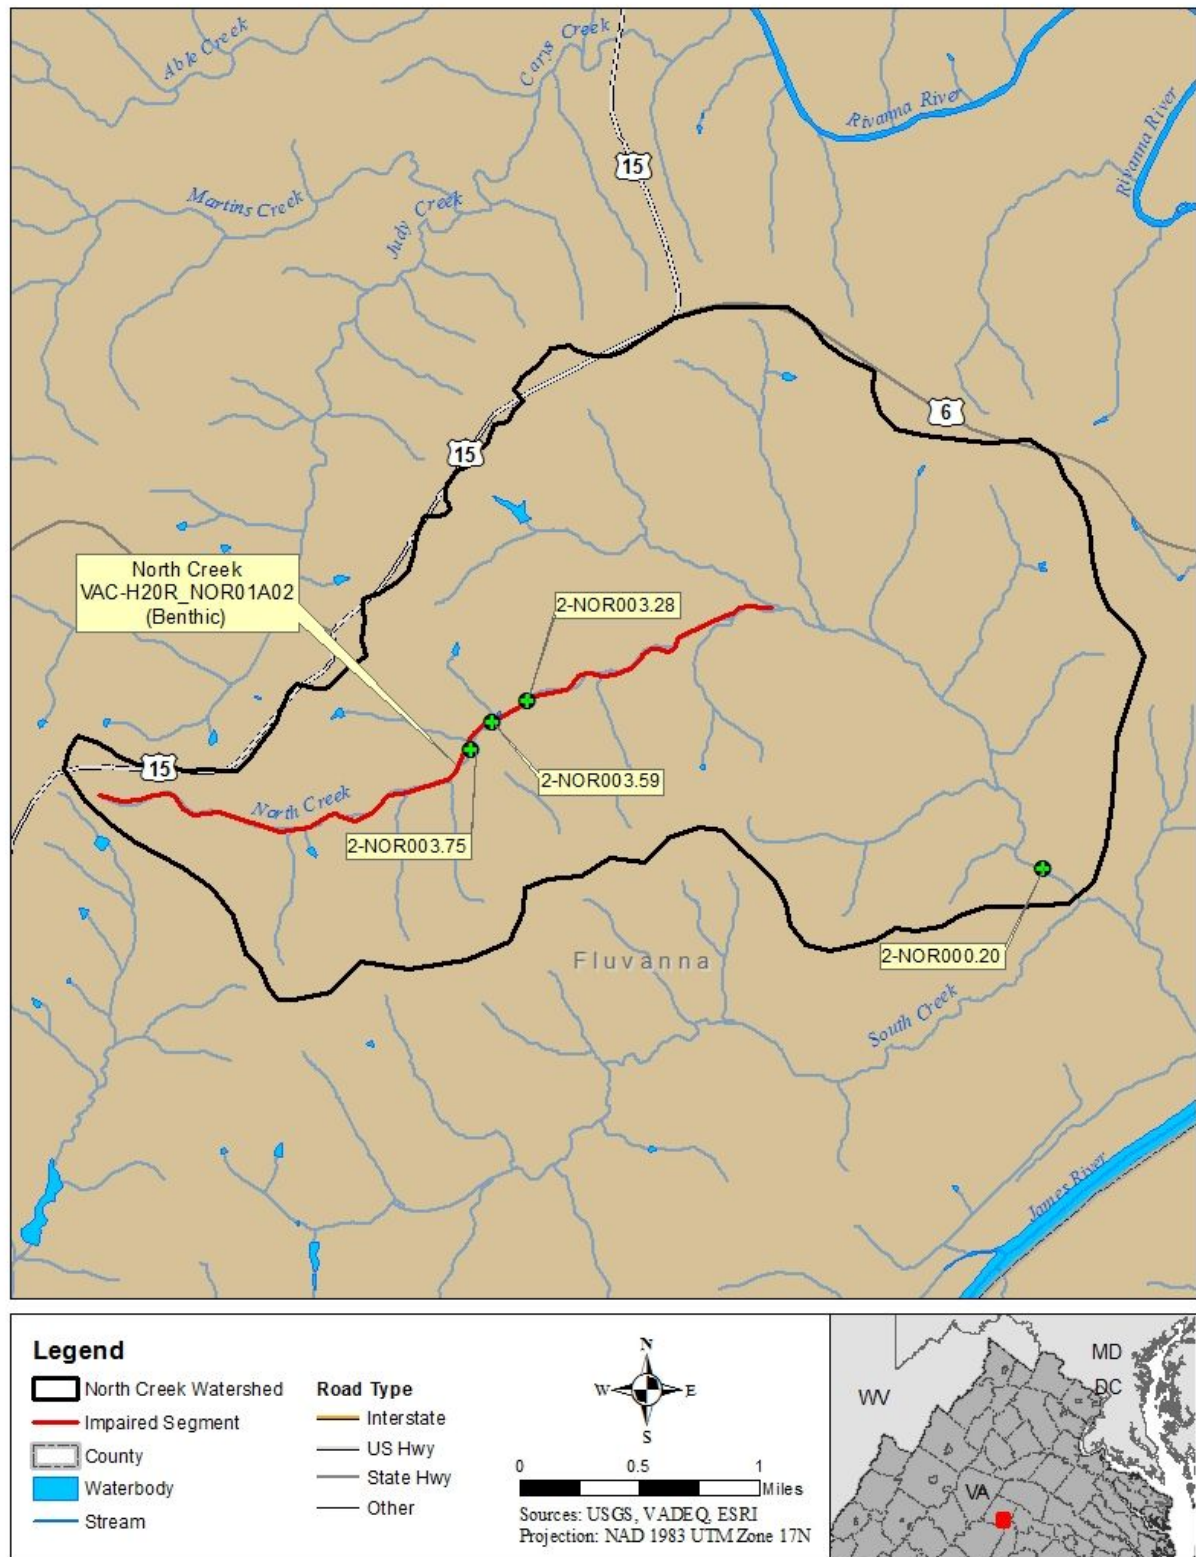 Able Creek
Carys Creek
Rivanna River
Rivanna River
15
Martins Creek
Judy Creek
6
15
North Creek
VAC-H20R_NOR01A02
(Benthic)
2-NOR003.28
15
2-NOR003.59
North Creek
2-NOR003.75
2-NOR000.20
Fluvanna
South Creek
James River
Legend
North Creek Watershed
Impaired Segment
County
Waterbody
Stream
Road Type
Interstate
US Hwy
State Hwy
Other
N
W
E
S
0 0.5 1
Miles
Sources: USGS, VADEQ, ESRI
Projection: NAD 1983 UTM Zone 17N
MD
DC
WV
VA